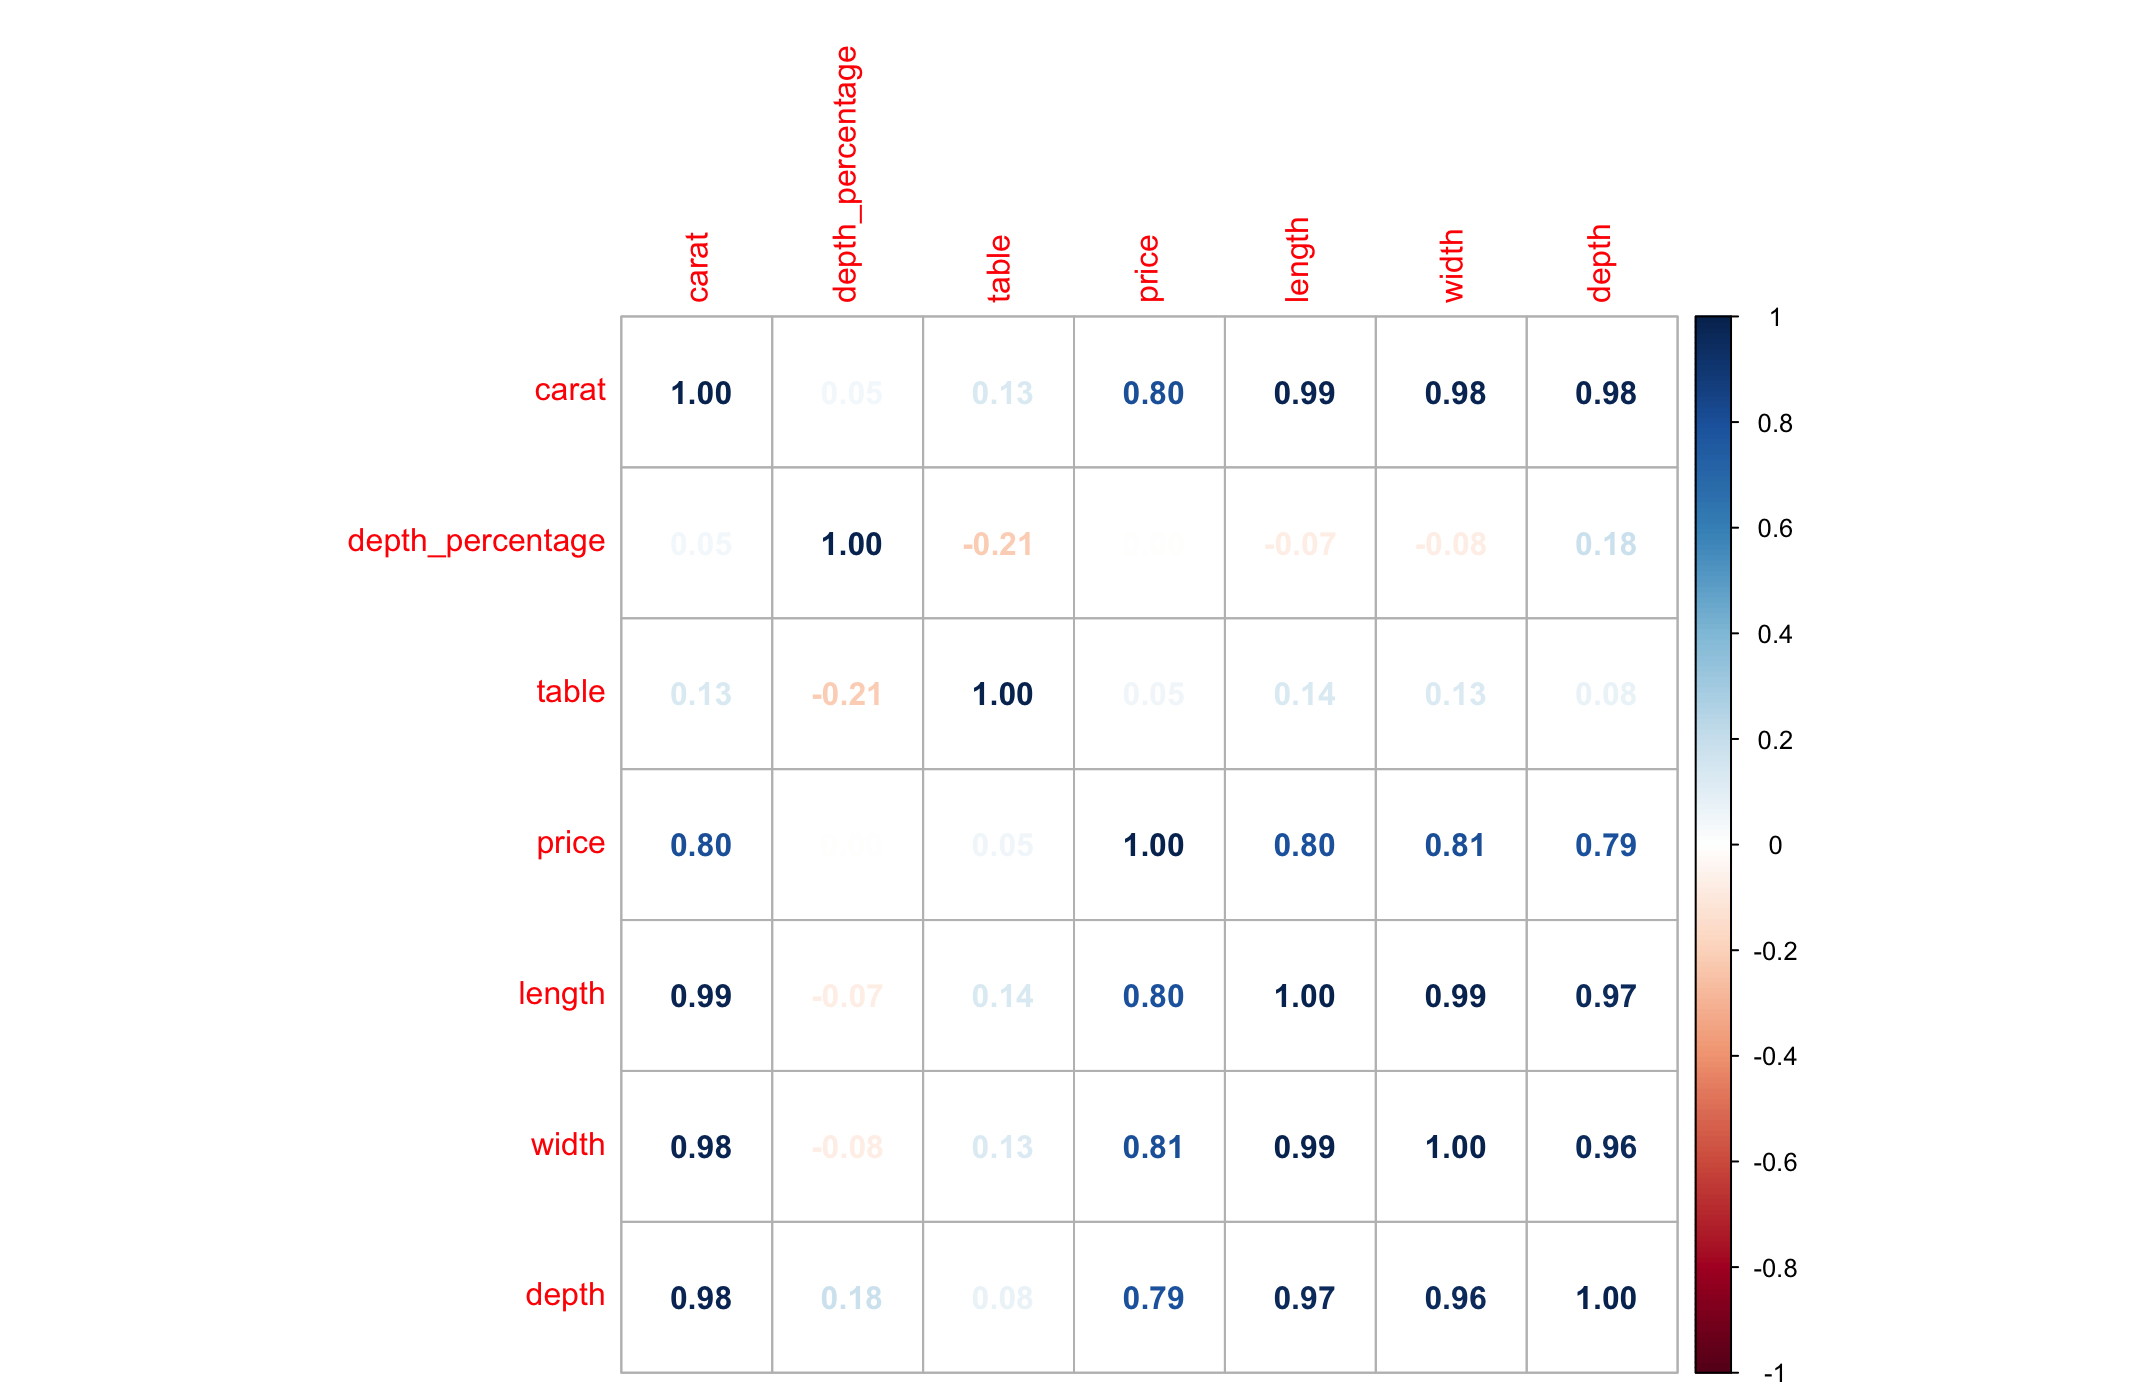 carat depth_percentage table price length width depth
carat 1.00 0.05 0.13 0.80 0.99 0.98 0.98
depth_percentage 0.05 1.00 -0.21 -0.07 -0.08 0.18
table 0.13 -0.21 1.00 0.05 0.14 0.13 0.08
price 0.80 0.05 1.00 0.80 0.81 0.79
length 0.99 -0.07 0.14 0.80 1.00 0.99 0.97
width 0.98 -0.08 0.13 0.81 0.99 1.00 0.96
depth 0.98 0.18 0.08 0.79 0.97 0.96 1.00
1
0.8
0.6
0.4
0.2
0
-0.2
-0.4
-0.6
-0.8
-1